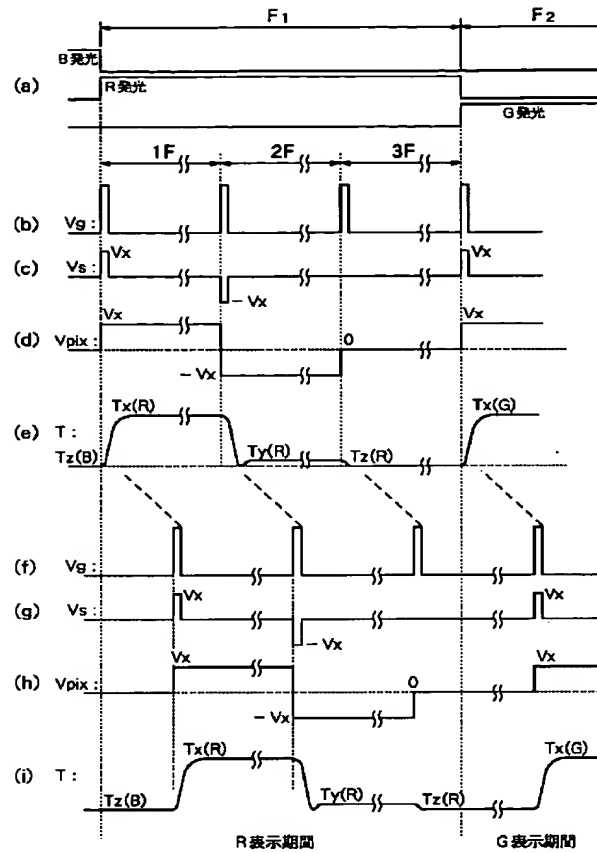 F1 F2
B発光
(a) R発光
G発光
1F 2F 3F
(b) Vg :
(c) Vs : Vx −Vx Vx
(d) Vpix : Vx −Vx 0 Vx
(e) T : Tz(B) Tx(R) Ty(R) Tz(R) Tx(G)
(f) Vg :
(g) Vs : Vx −Vx Vx
(h) Vpix : Vx −Vx 0 Vx
(i) T : Tz(B) Tx(R) Ty(R) Tz(R) Tx(G)
R表示期間 G表示期間